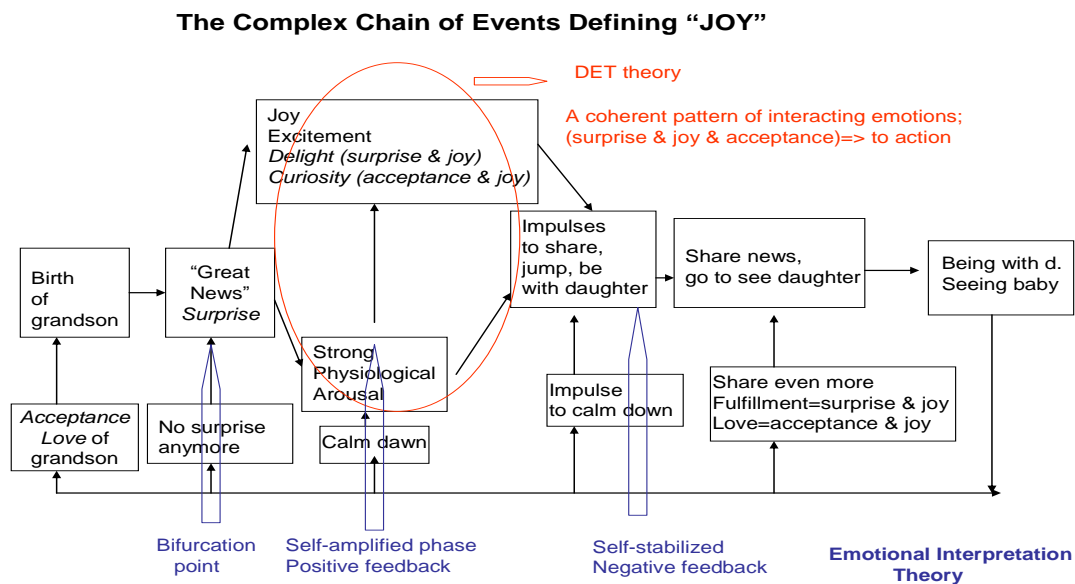 The Complex Chain of Events Defining “JOY”
DET theory
A coherent pattern of interacting emotions;
(surprise & joy & acceptance)=> to action
Joy
Excitement
Delight (surprise & joy)
Curiosity (acceptance & joy)
Birth
of
grandson
“Great
News”
Surprise
Impulses
to share,
jump, be
with daughter
Share news,
go to see daughter
Being with d.
Seeing baby
Strong
Physiological
Arousal
Acceptance
Love of
grandson
No surprise
anymore
Calm dawn
Impulse
to calm down
Share even more
Fulfillment=surprise & joy
Love=acceptance & joy
Bifurcation
point
Self-amplified phase
Positive feedback
Self-stabilized
Negative feedback
Emotional Interpretation
Theory